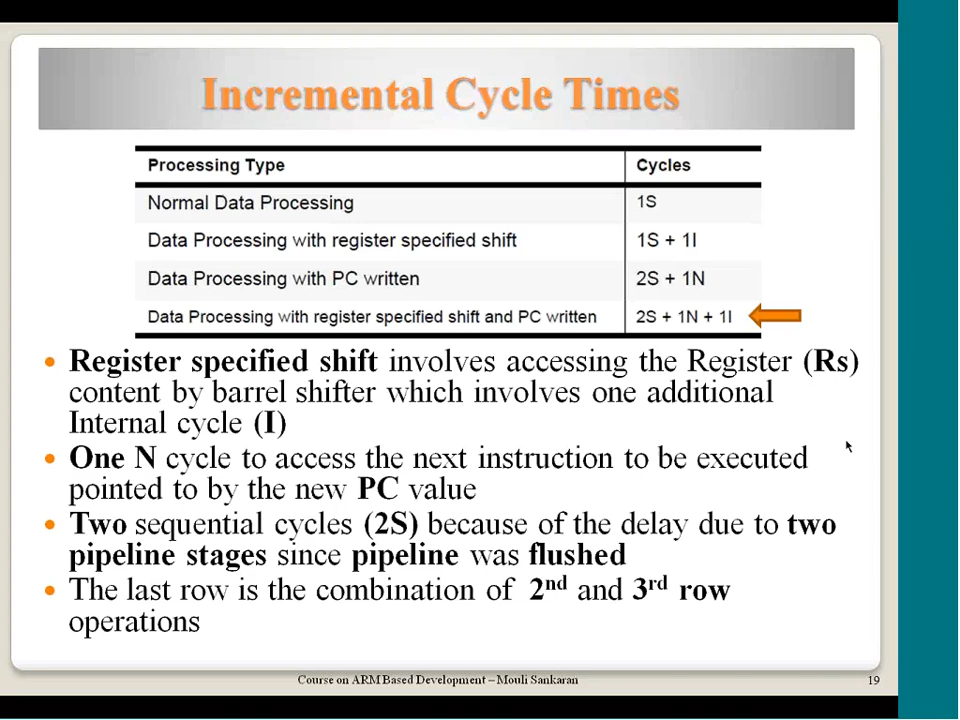 Incremental Cycle Times
Processing Type Cycles
Normal Data Processing 1S
Data Processing with register specified shift 1S + 1I
Data Processing with PC written 2S + 1N
Data Processing with register specified shift and PC written 2S + 1N + 1I
• Register specified shift involves accessing the Register (Rs)
content by barrel shifter which involves one additional
Internal cycle (I)
• One N cycle to access the next instruction to be executed
pointed to by the new PC value
• Two sequential cycles (2S) because of the delay due to two
pipeline stages since pipeline was flushed
• The last row is the combination of 2nd and 3rd row
operations
Course on ARM Based Development – Mouli Sankaran 19